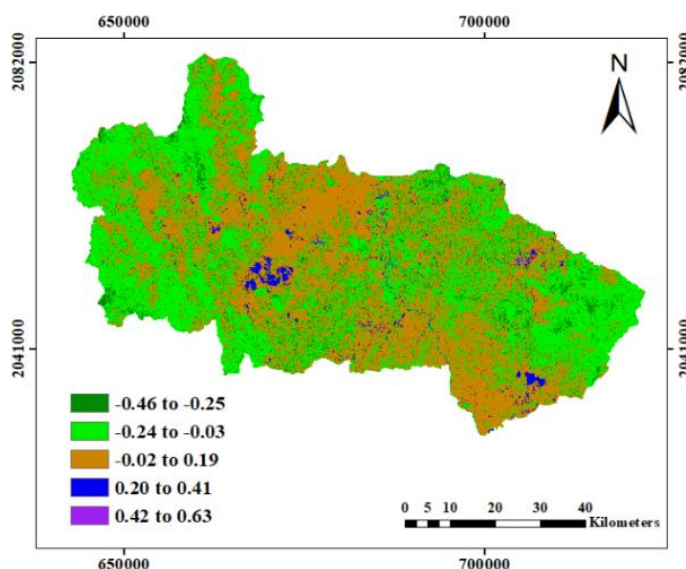 650000 700000
2082000 2082000
N
2041000 2041000
-0.46 to -0.25
-0.24 to -0.03
-0.02 to 0.19
0.20 to 0.41
0.42 to 0.63
0 5 10 20 30 40
Kilometers
650000 700000